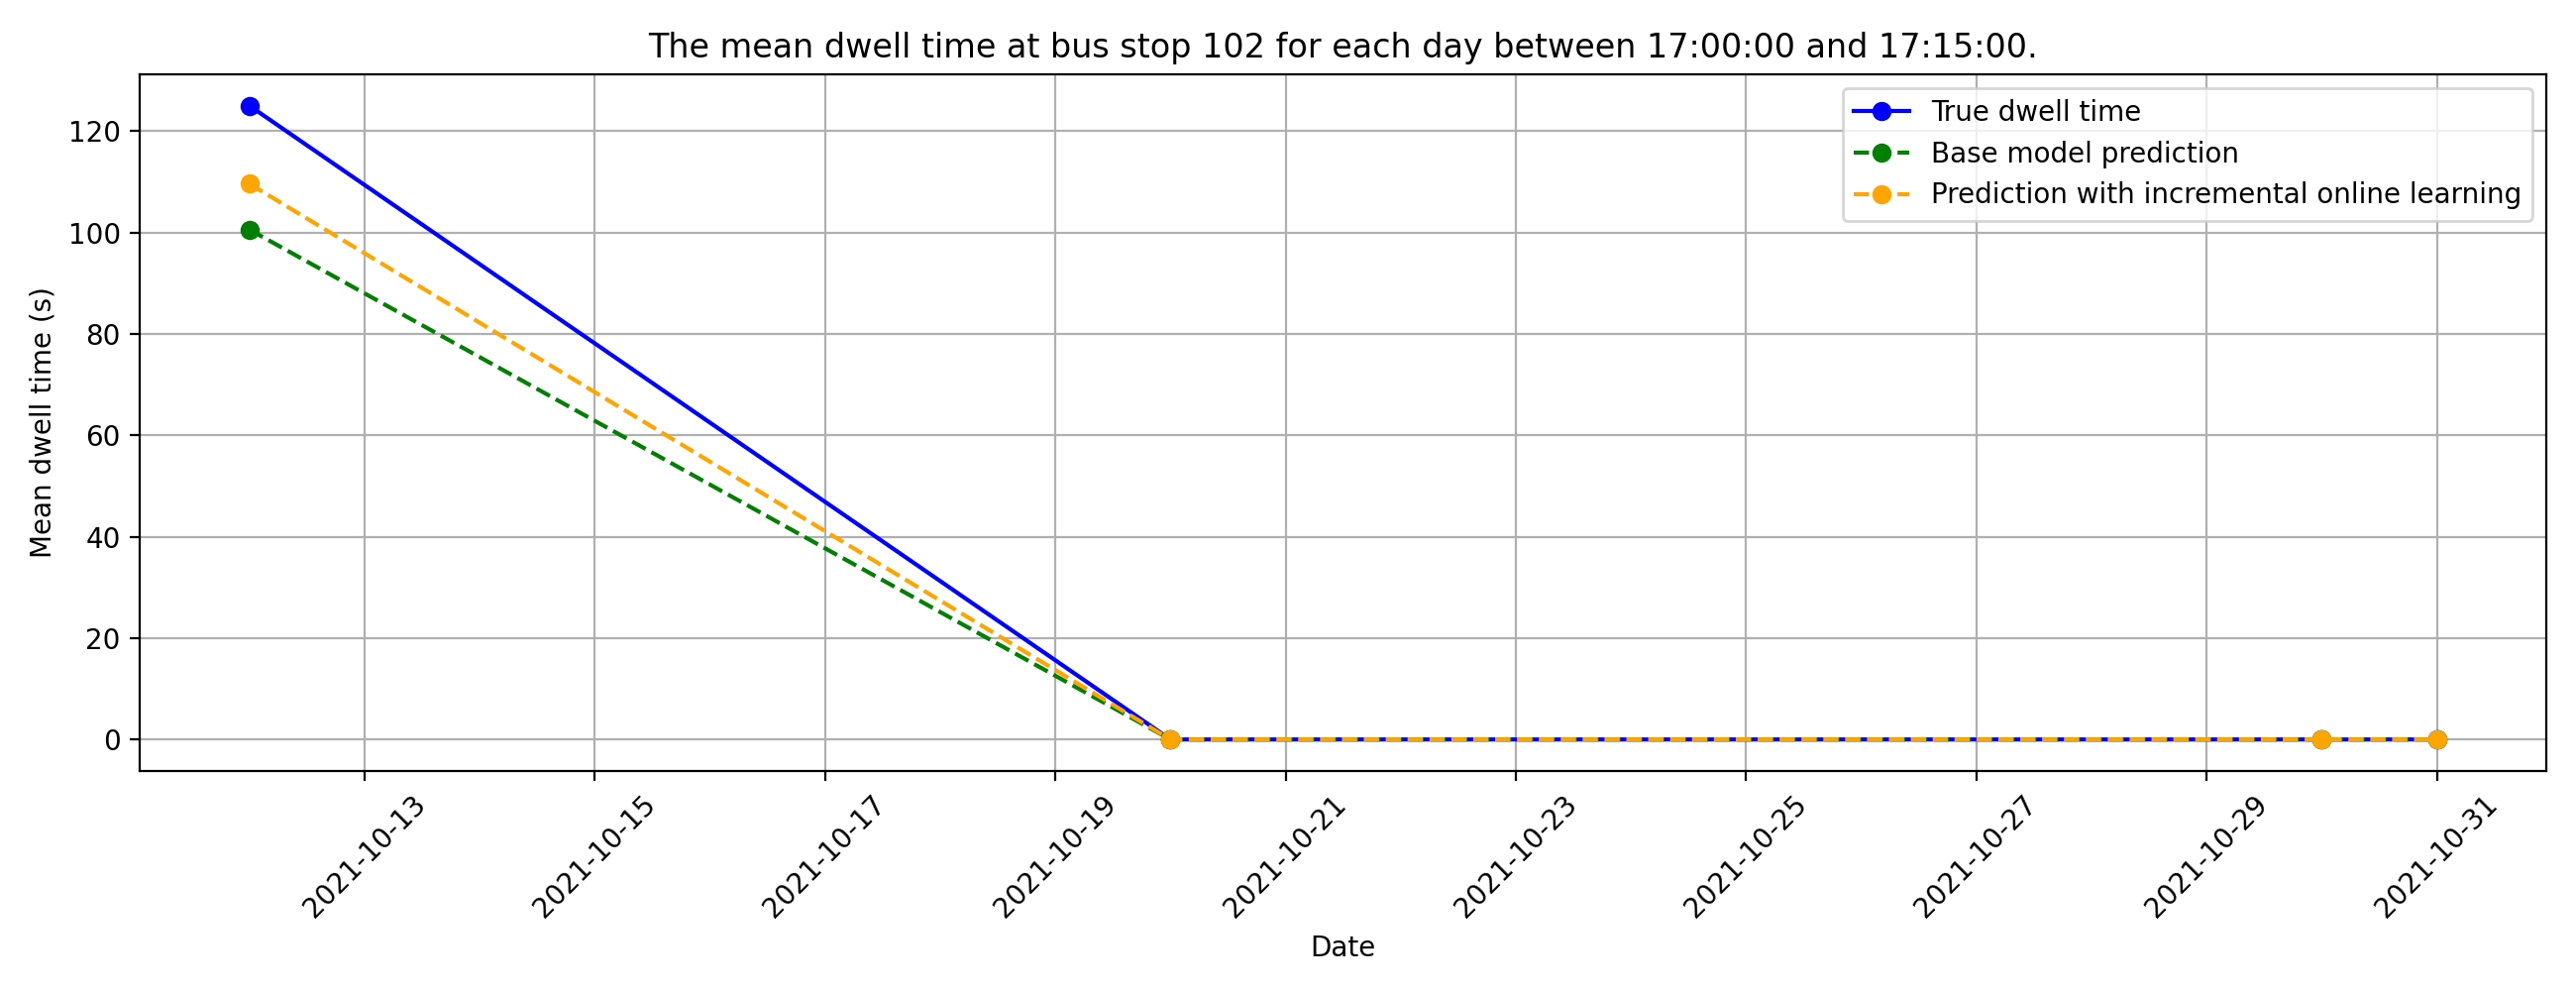 The mean dwell time at bus stop 102 for each day between 17:00:00 and 17:15:00.
True dwell time
Base model prediction
Prediction with incremental online learning
Mean dwell time (s)
120
100
80
60
40
20
0
2021-10-13
2021-10-15
2021-10-17
2021-10-19
2021-10-21
2021-10-23
2021-10-25
2021-10-27
2021-10-29
2021-10-31
Date